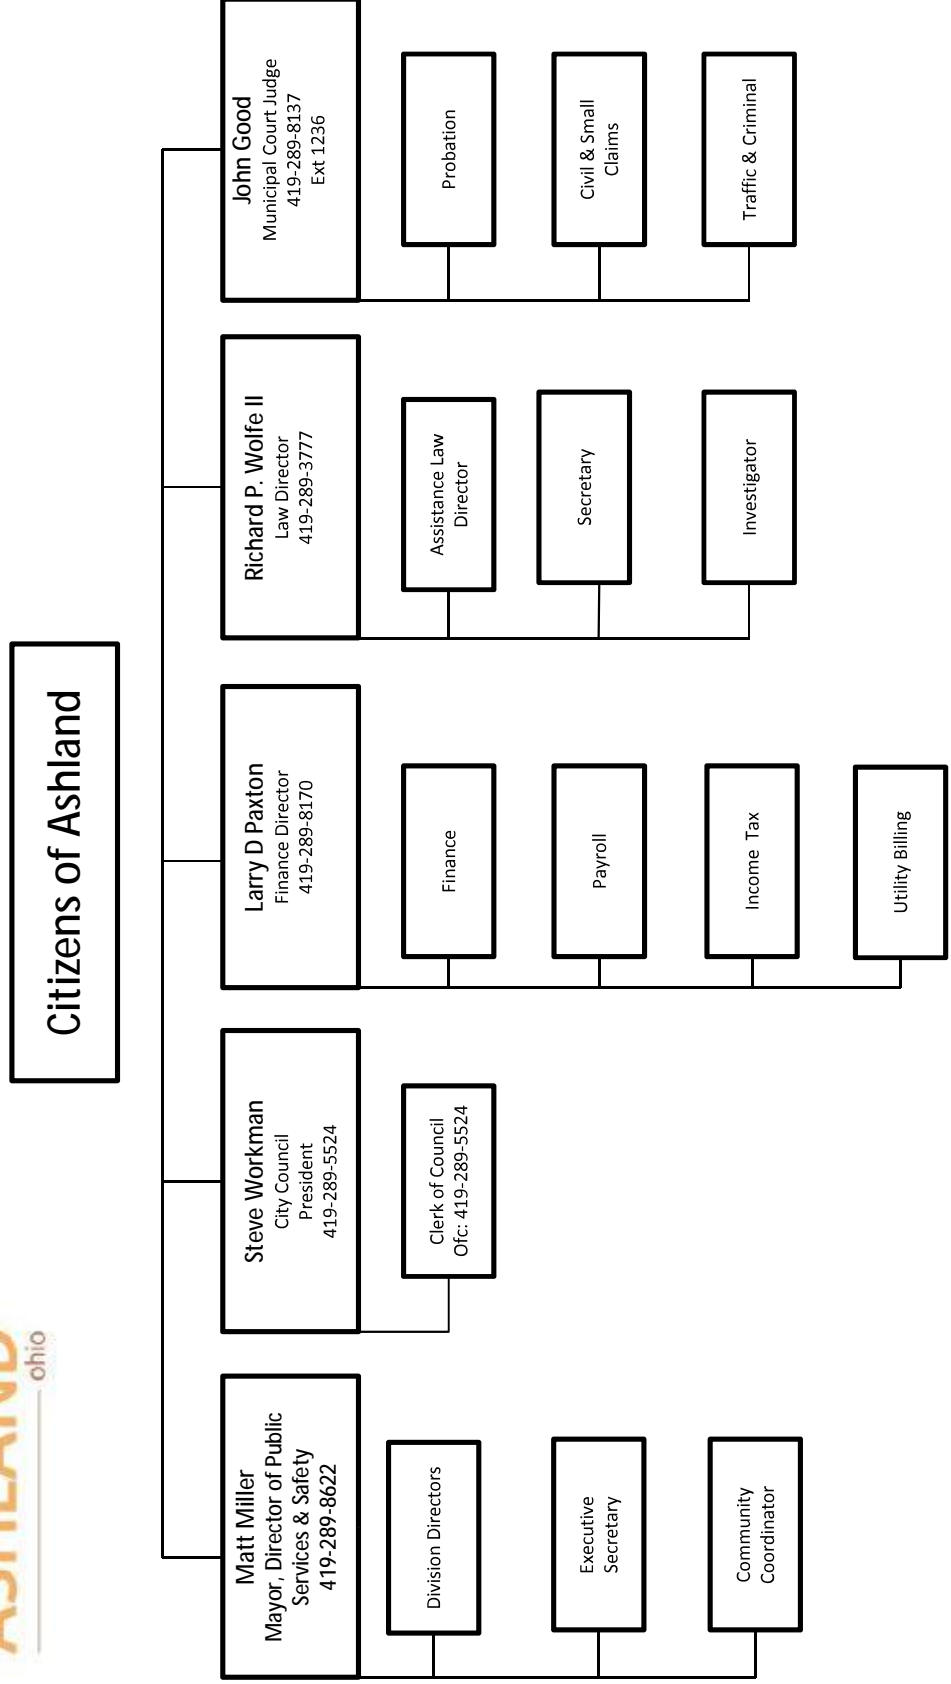 ASHLAND
ohio
Citizens of Ashland
Matt Miller
Mayor, Director of Public
Services & Safety
419-289-8622
Division Directors
Executive
Secretary
Community
Coordinator
Steve Workman
City Council
President
419-289-5524
Clerk of Council
Ofc: 419-289-5524
Larry D Paxton
Finance Director
419-289-8170
Finance
Payroll
Income Tax
Utility Billing
Richard P. Wolfe II
Law Director
419-289-3777
Assistance Law
Director
Secretary
Investigator
John Good
Municipal Court Judge
419-289-8137
Ext 1236
Probation
Civil & Small
Claims
Traffic & Criminal